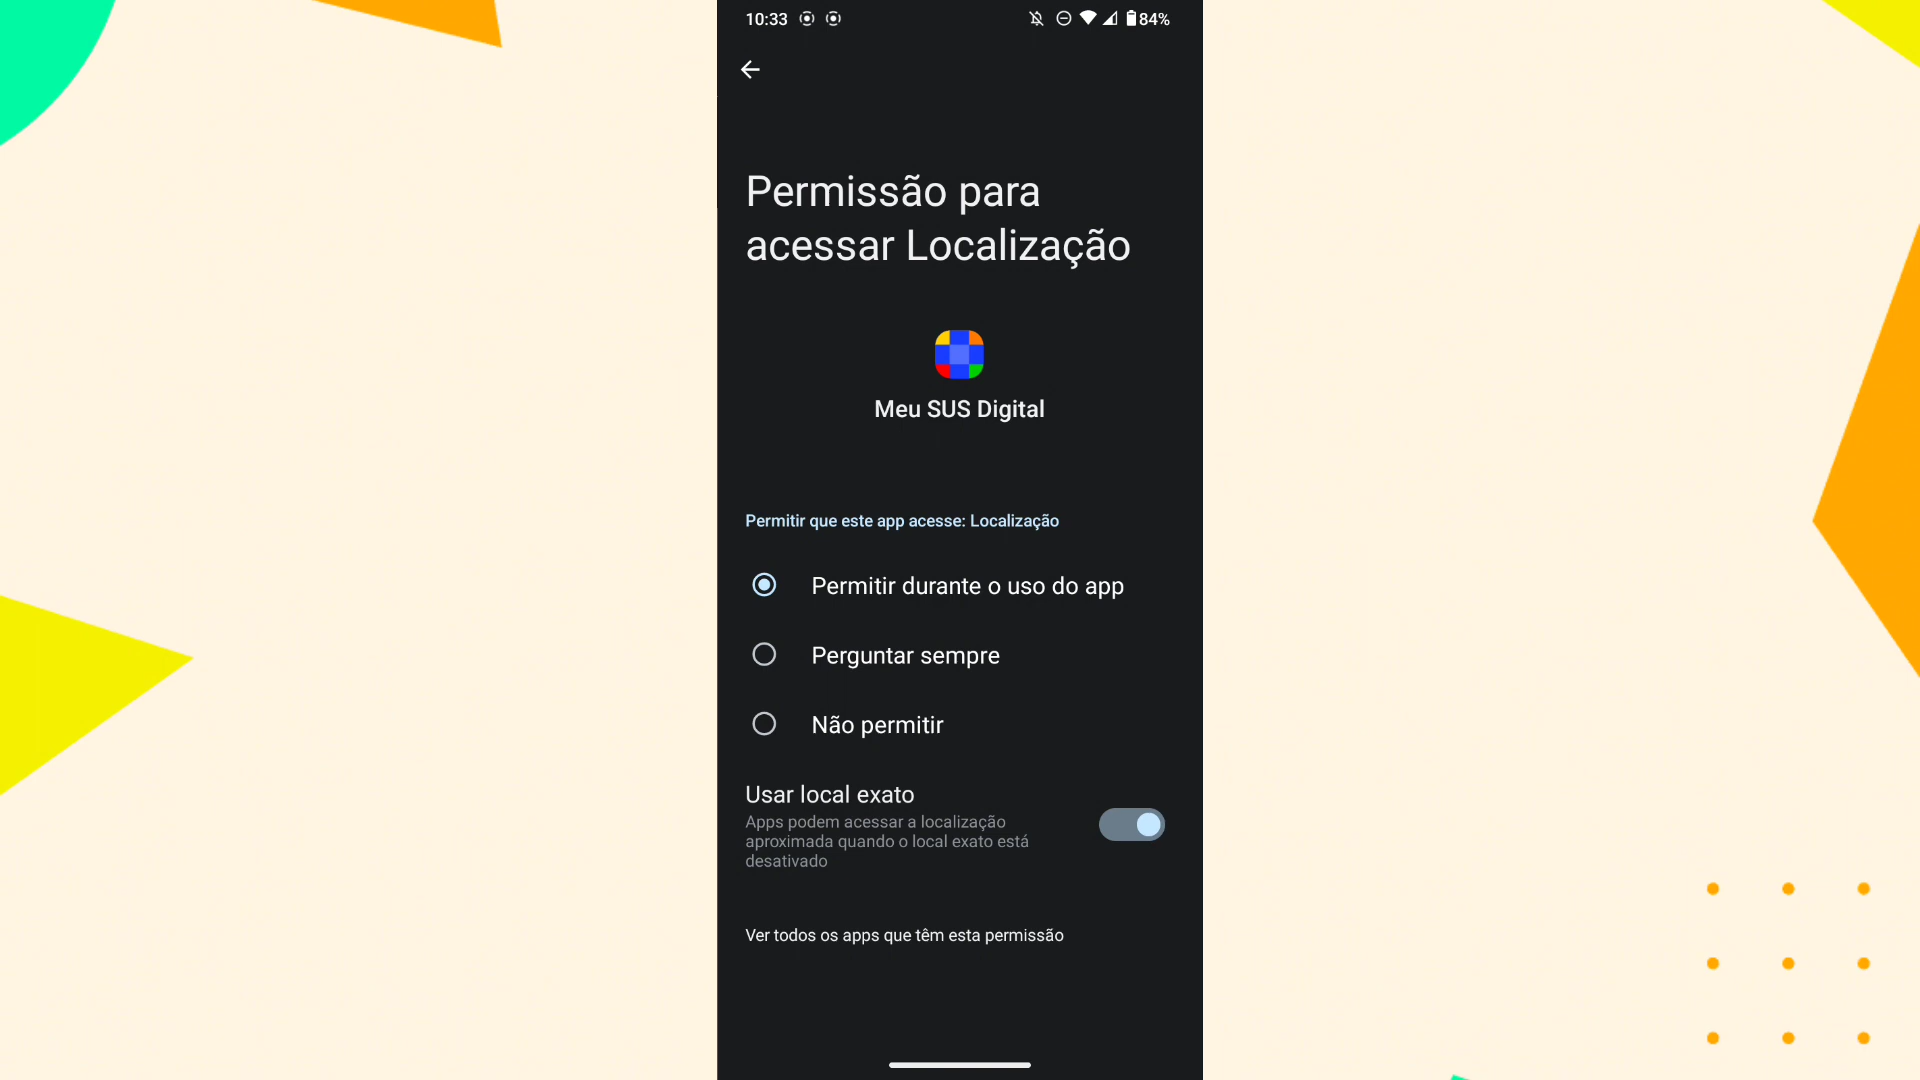 10:33
84%
Permissão para
acessar Localização
Meu SUS Digital
Permitir que este app acesse: Localização
Permitir durante o uso do app
Perguntar sempre
Não permitir
Usar local exato
Apps podem acessar a localização
aproximada quando o local exato está
desativado
Ver todos os apps que têm esta permissão